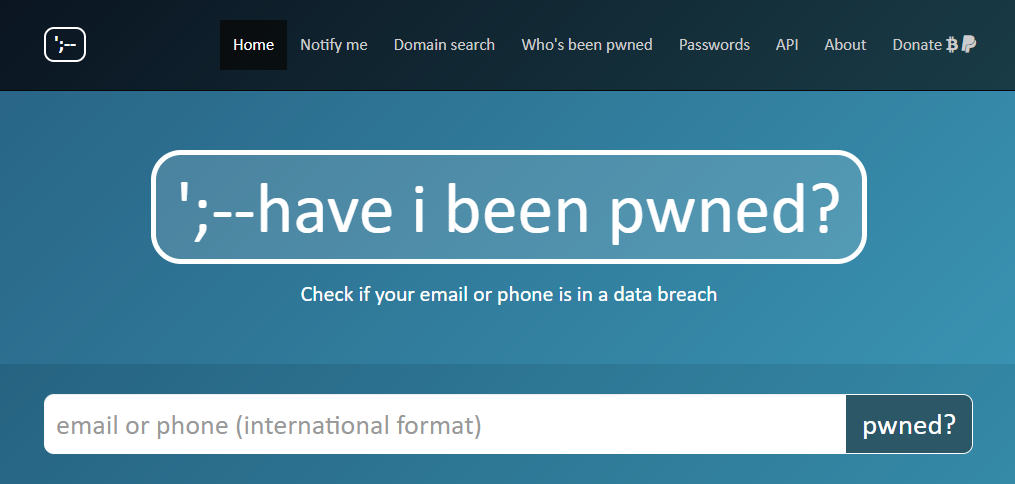 ';--
Home Notify me Domain search Who's been pwned Passwords API About Donate
';--have i been pwned?
Check if your email or phone is in a data breach
email or phone (international format) pwned?